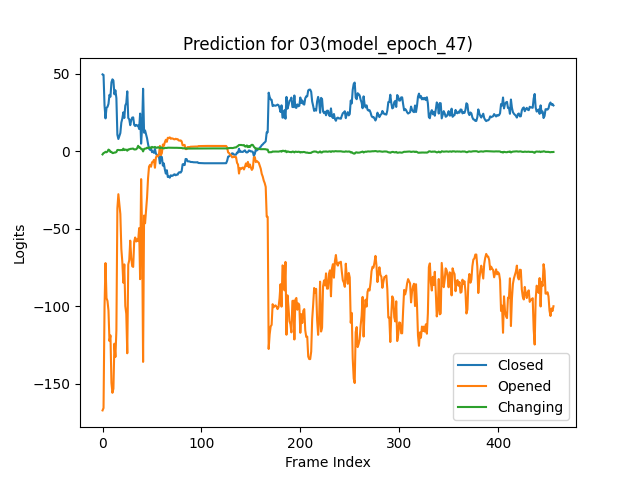 Prediction for 03(model_epoch_47)
50
0
−50
−100
−150
Logits
0
100
200
300
400
Frame Index
Closed
Opened
Changing